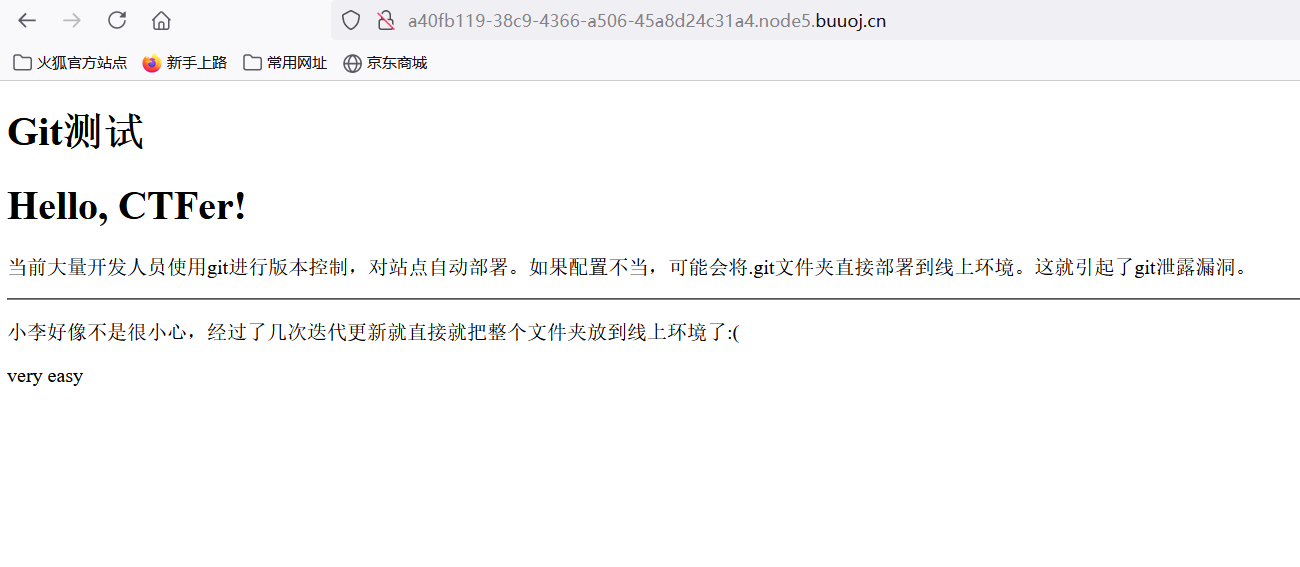 a40fb119-38c9-4366-a506-45a8d24c31a4.node5.buuoj.cn
火狐官方站点 新手上路 常用网址 京东商城
Git测试
Hello, CTFer!
当前大量开发人员使用git进行版本控制，对站点自动部署。如果配置不当，可能会将.git文件夹直接部署到线上环境。这就引起了git泄露漏洞。
小李好像不是很小心，经过了几次迭代更新就直接就把整个文件夹放到线上环境了:(
very easy